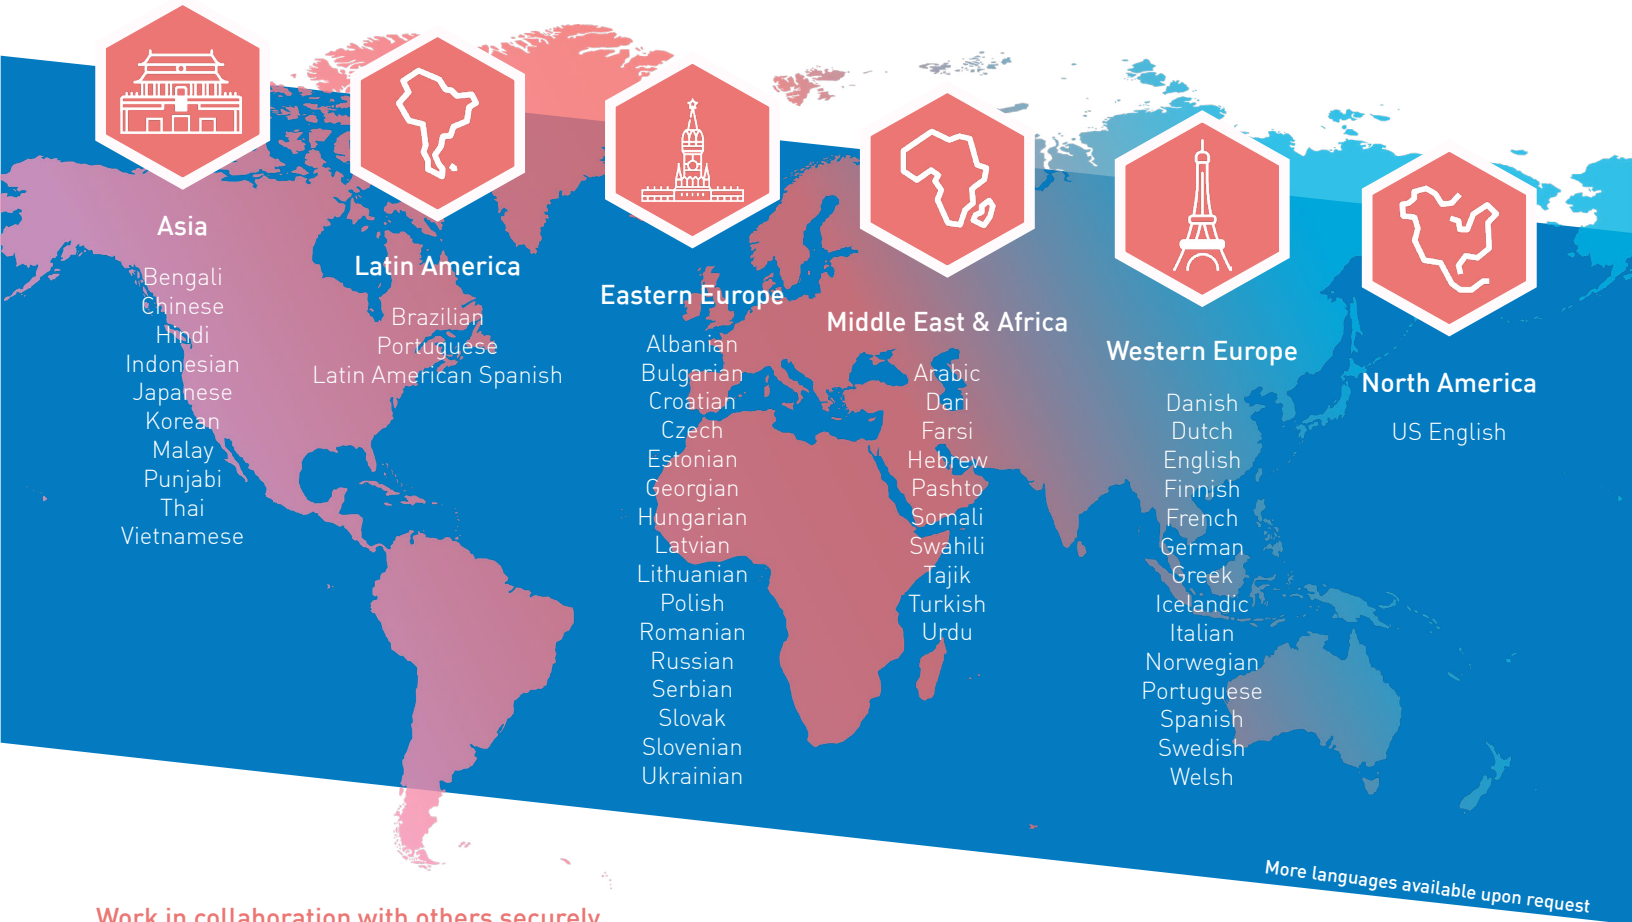 Asia
Bengali
Chinese
Hindi
Indonesian
Japanese
Korean
Malay
Punjabi
Thai
Vietnamese
Latin America
Brazilian
Portuguese
Latin American Spanish
Eastern Europe
Albanian
Bulgarian
Croatian
Czech
Estonian
Georgian
Hungarian
Latvian
Lithuanian
Polish
Romanian
Russian
Serbian
Slovak
Slovenian
Ukrainian
Middle East & Africa
Arabic
Dari
Farsi
Hebrew
Pashto
Somali
Swahili
Tajik
Turkish
Urdu
Western Europe
Danish
Dutch
English
Finnish
French
German
Greek
Icelandic
Italian
Norwegian
Portuguese
Spanish
Swedish
Welsh
North America
US English
More languages available upon request
Work in collaboration with others securely